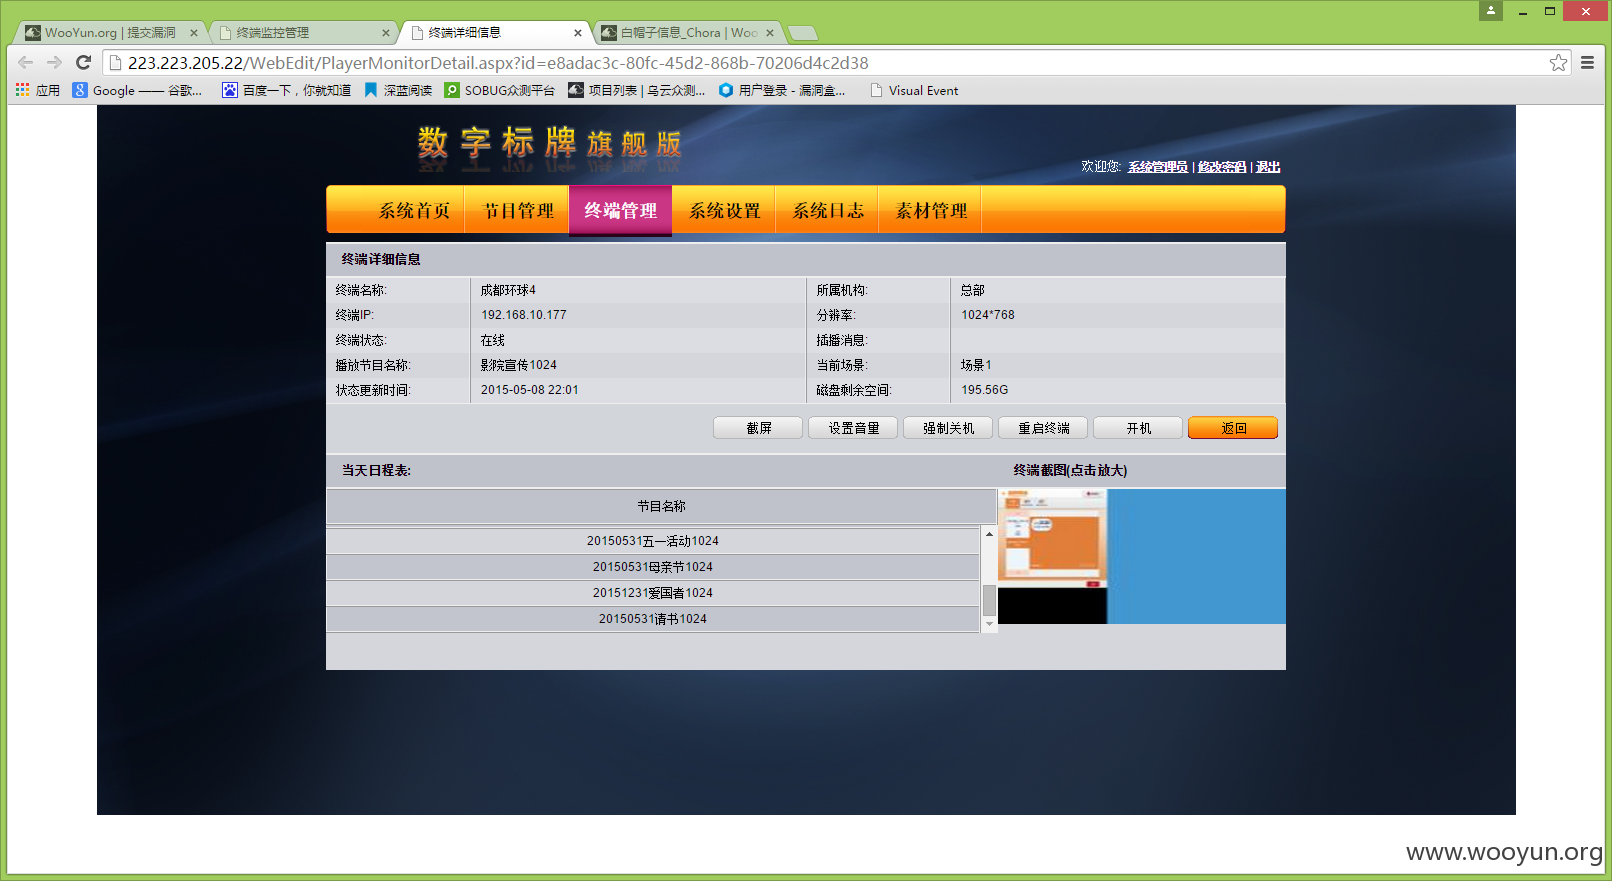 WooYun.org | 提交漏洞
终端监控管理
终端详细信息
白帽子信息_Chora | Woo
223.223.205.22/WebEdit/PlayerMonitorDetail.aspx?id=e8adac3c-80fc-45d2-868b-70206d4c2d38
应用
Google —— 谷歌...
百度一下，你就知道
深蓝阅读
SOBUG众测平台
项目列表 | 乌云众测...
用户登录 - 漏洞盒...
Visual Event
数字标牌旗舰版
欢迎您: 系统管理员 | 修改密码 | 退出
系统首页 节目管理 终端管理 系统设置 系统日志 素材管理
终端详细信息
终端名称: 成都环球4 所属机构: 总部
终端IP: 192.168.10.177 分辨率: 1024*768
终端状态: 在线 插播消息:
播放节目名称: 影院宣传1024 当前场景: 场景1
状态更新时间: 2015-05-08 22:01 磁盘剩余空间: 195.56G
截屏 设置音量 强制关机 重启终端 开机 返回
当天日程表: 终端截图(点击放大)
节目名称
20150531五一活动1024
20150531母亲节1024
20151231爱国者1024
20150531请书1024
www.wooyun.org